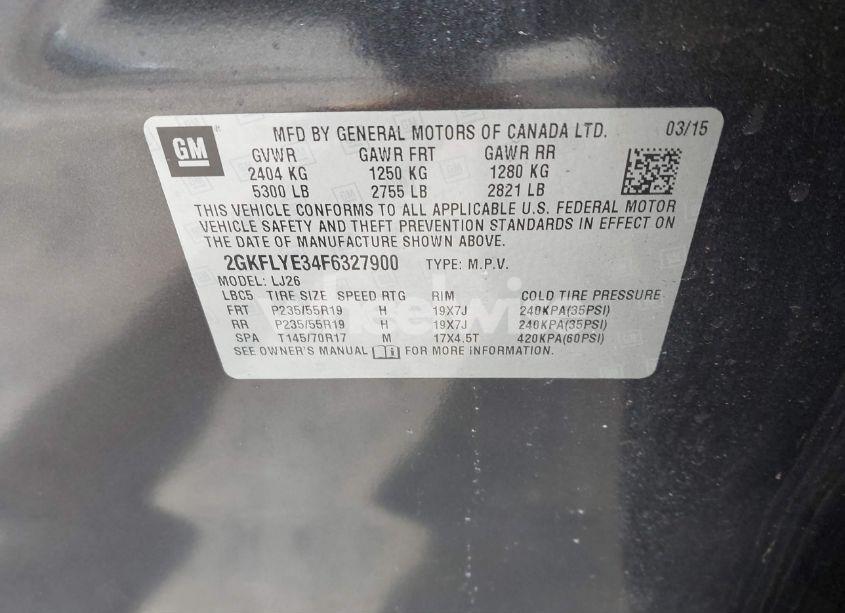 GM
MFD BY GENERAL MOTORS OF CANADA LTD. 03/15
GVWR GAWR FRT GAWR RR
2404 KG 1250 KG 1280 KG
5300 LB 2755 LB 2821 LB
THIS VEHICLE CONFORMS TO ALL APPLICABLE U.S. FEDERAL MOTOR
VEHICLE SAFETY AND THEFT PREVENTION STANDARDS IN EFFECT ON
THE DATE OF MANUFACTURE SHOWN ABOVE.
2GKFLYE34F6327900 TYPE: M.P.V.
MODEL: LJ26
LBC5 TIRE SIZE SPEED RTG RIM COLD TIRE PRESSURE
FRT P235/55R19 H 19X7J 240KPA(35PSI)
RR P235/55R19 H 19X7J 240KPA(35PSI)
SPA T145/70R17 M 17X4.5T 420KPA(60PSI)
SEE OWNER'S MANUAL FOR MORE INFORMATION.